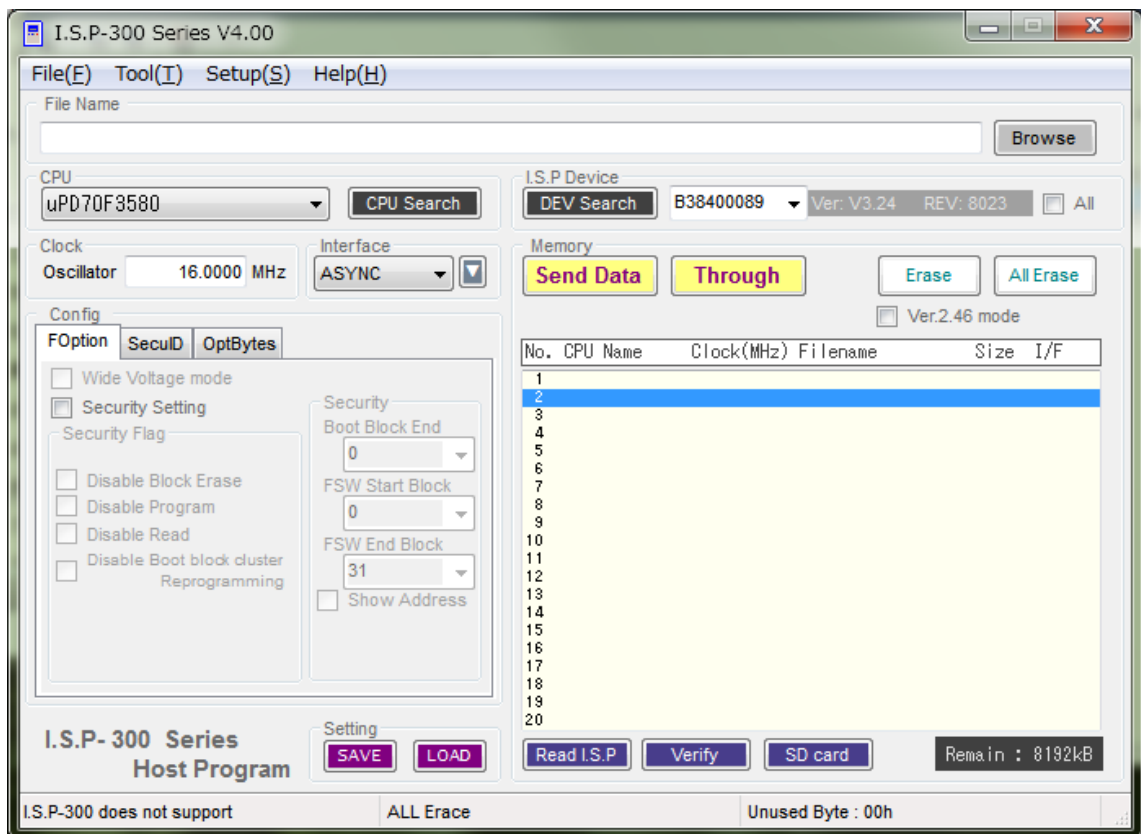 I.S.P-300 Series V4.00
File(F) Tool(T) Setup(S) Help(H)
File Name
Browse
CPU
uPD70F3580
CPU Search
I.S.P Device
DEV Search
B38400089
Ver: V3.24 REV: 8023
All
Clock
Oscillator 16.0000 MHz
Interface
ASYNC
Memory
Send Data
Through
Erase
All Erase
Ver.2.46 mode
Config
FOption SecuID OptBytes
Wide Voltage mode
Security Setting
Security Flag
Disable Block Erase
Disable Program
Disable Read
Disable Boot block cluster
Reprogramming
Security
Boot Block End
0
FSW Start Block
0
FSW End Block
31
Show Address
No. CPU Name Clock(MHz) Filename Size I/F
1
2
3
4
5
6
7
8
9
10
11
12
13
14
15
16
17
18
19
20
I.S.P- 300 Series
Host Program
Setting
SAVE
LOAD
Read I.S.P
Verify
SD card
Remain : 8192kB
I.S.P-300 does not support
ALL Erace
Unused Byte : 00h